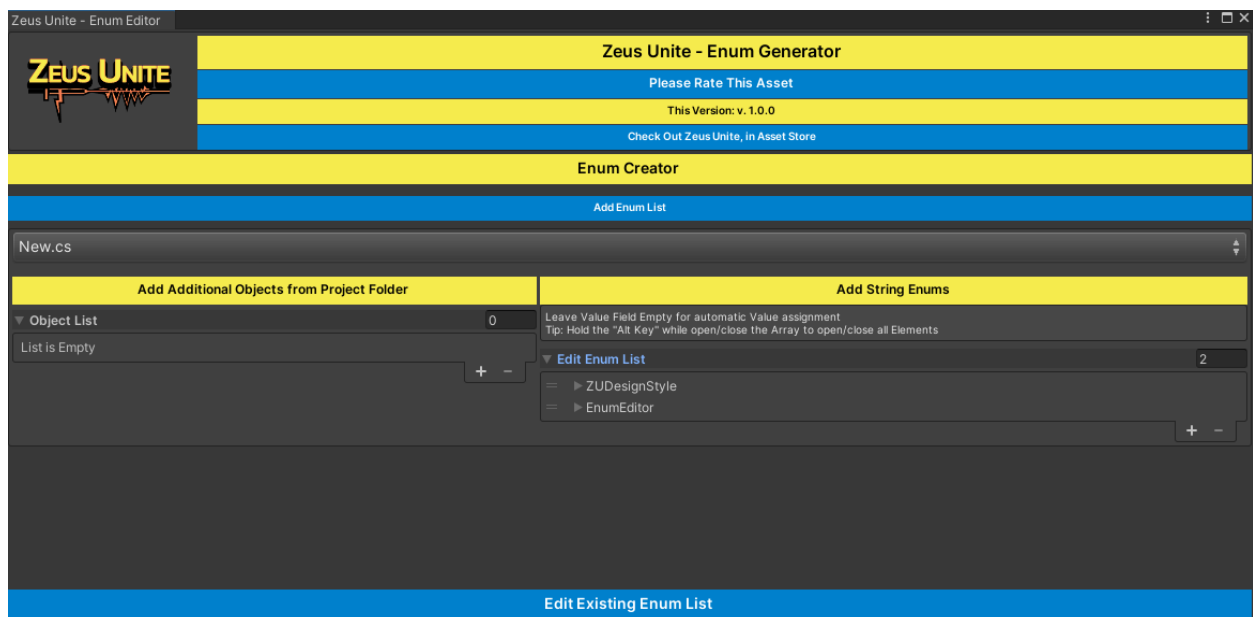 Zeus Unite - Enum Editor
ZEUS UNITE
Zeus Unite - Enum Generator
Please Rate This Asset
This Version: v. 1.0.0
Check Out Zeus Unite, in Asset Store
Enum Creator
Add Enum List
New.cs
Add Additional Objects from Project Folder
Object List 0
List is Empty
+ -
Add String Enums
Leave Value Field Empty for automatic Value assignment
Tip: Hold the "Alt Key" while open/close the Array to open/close all Elements
Edit Enum List 2
ZUDesignStyle
EnumEditor
+ -
Edit Existing Enum List